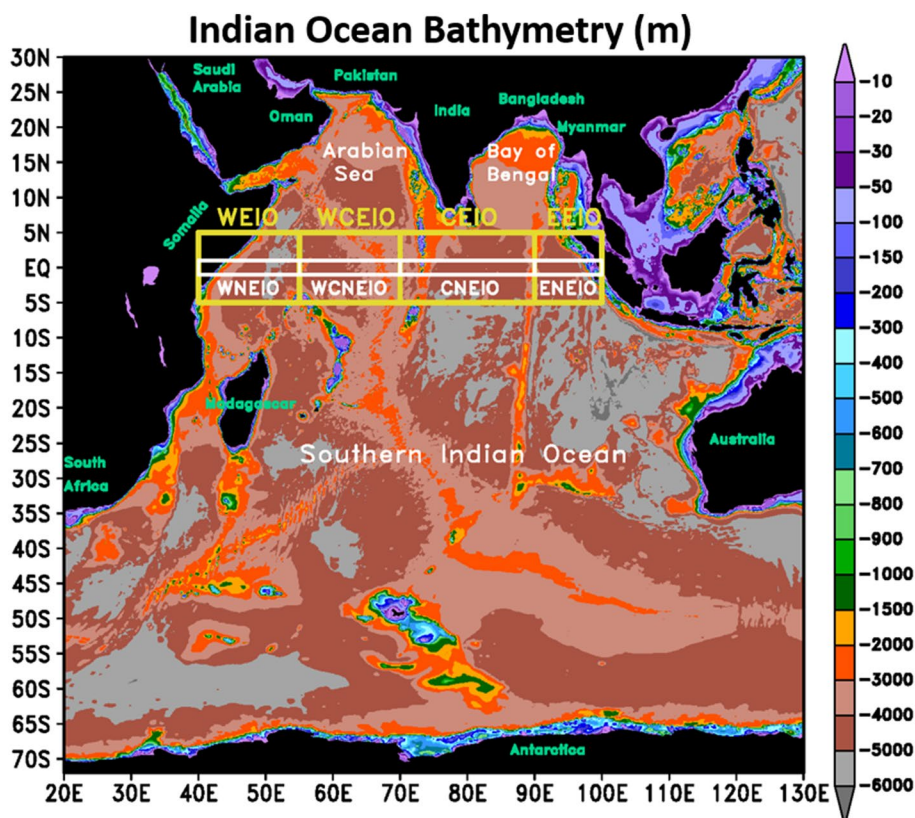 Indian Ocean Bathymetry (m)
30N
25N
20N
15N
10N
5N
EQ
5S
10S
15S
20S
25S
30S
35S
40S
45S
50S
55S
60S
65S
70S
Saudi
Arabia
Pakistan
Oman
India
Bangladesh
Myanmar
Arabian
Sea
Bay of
Bengal
Somalia
WEIO WCEIO CEIO EEIO
WNEIO WCNEIO CNEIO ENEIO
Madagascar
Australia
Southern Indian Ocean
South
Africa
Antarctica
20E 30E 40E 50E 60E 70E 80E 90E 100E 110E 120E 130E
-10
-20
-30
-50
-100
-150
-200
-300
-400
-500
-600
-700
-800
-900
-1000
-1500
-2000
-3000
-4000
-5000
-6000